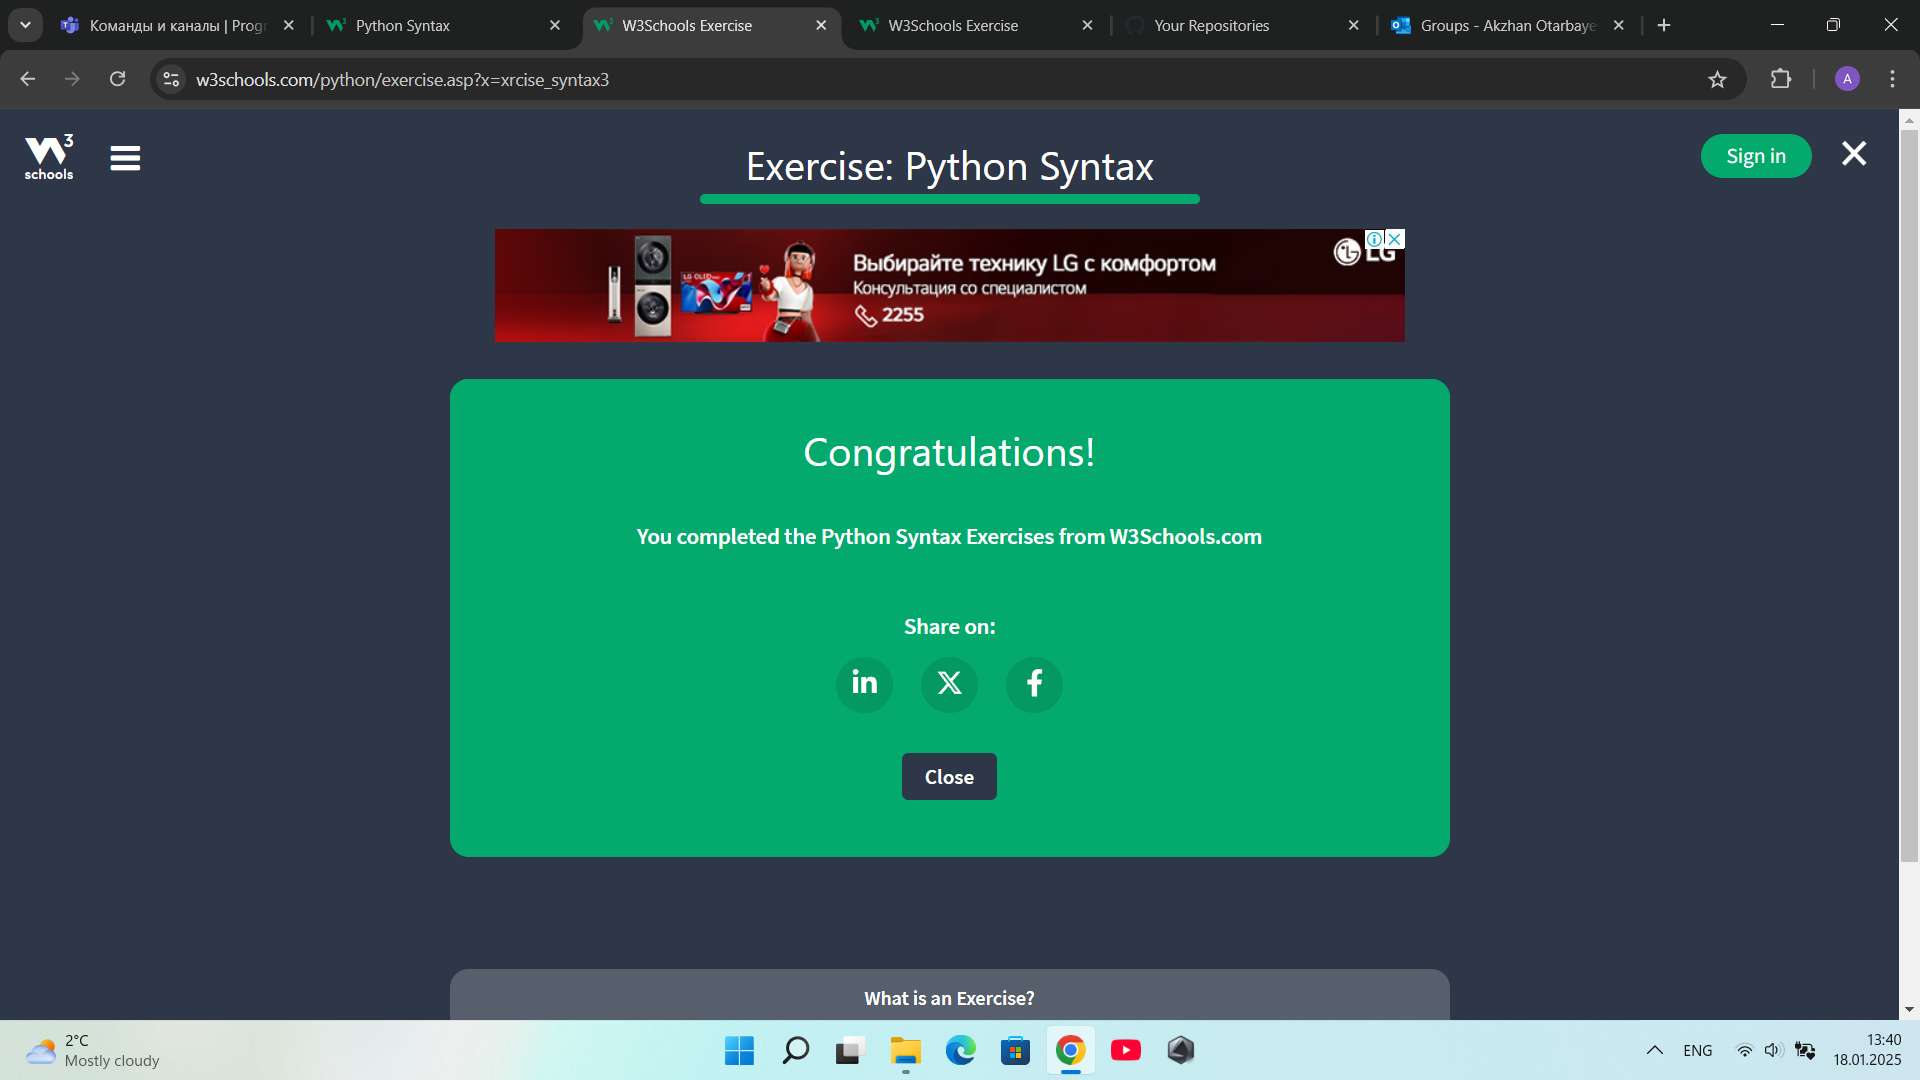 Команды и каналы | Progr
Python Syntax
W3Schools Exercise
W3Schools Exercise
Your Repositories
Groups - Akzhan Otarbaye
w3schools.com/python/exercise.asp?x=xrcise_syntax3
A
3
schools
Exercise: Python Syntax
Sign in
Выбирайте технику LG с комфортом
Консультация со специалистом
2255
LG
LG OLED
Congratulations!
You completed the Python Syntax Exercises from W3Schools.com
Share on:
in
X
f
Close
What is an Exercise?
2°C
Mostly cloudy
ENG
13:40
18.01.2025